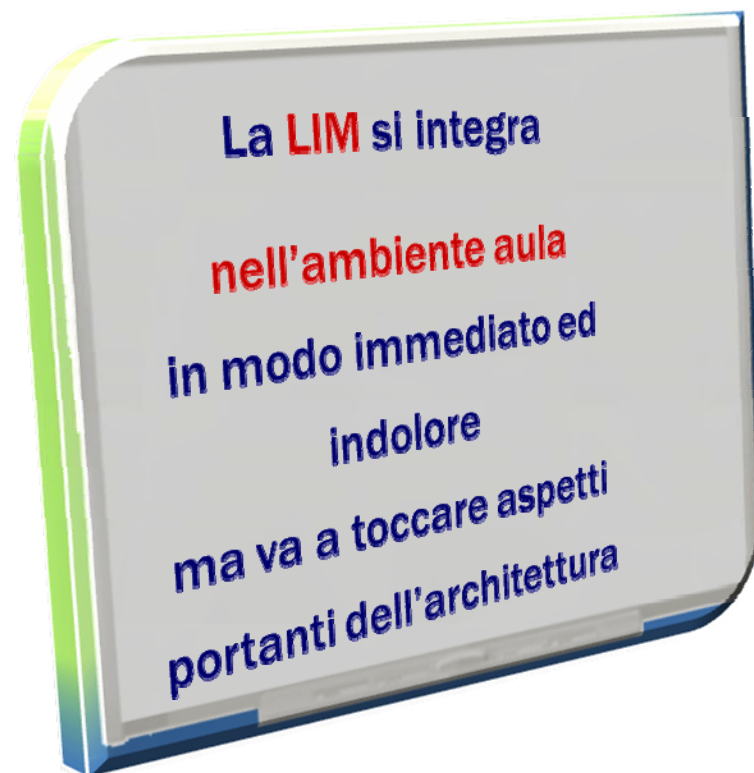 La LIM si integra
nell'ambiente aula
in modo immediato ed
indolore
ma va a toccare aspetti
portanti dell'architettura